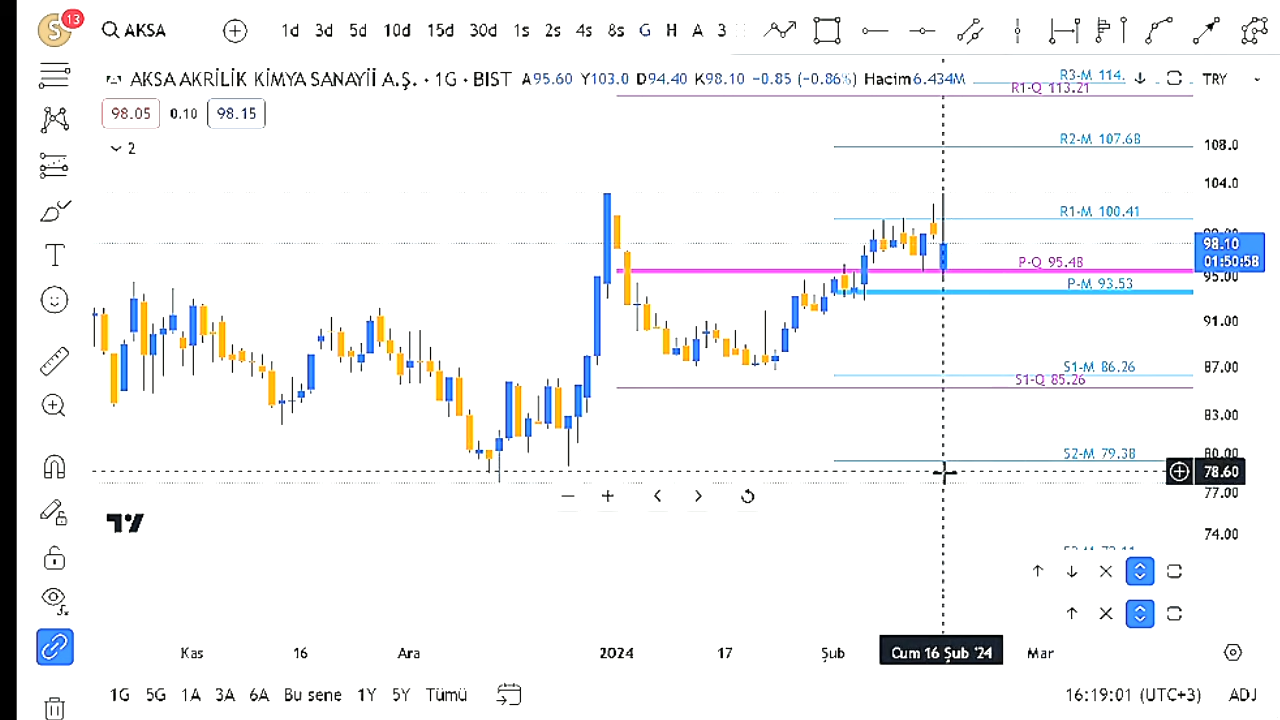 S 13 AKSA 1d 3d 5d 10d 15d 30d 1s 2s 4s 8s G H A 3
AKSA AKRİLİK KİMYA SANAYİİ A.Ş. · 1G · BIST A95.60 Y103.0 D94.40 K98.10 −0.85 (−0.86%) Hacim6.434M
R3-M 114.
TRY
R1-Q 113.21
98.05 0.10 98.15
2
R2-M 107.68
108.0
104.0
R1-M 100.41
98.10
01:50:58
P-Q 95.48
95.00
P-M 93.53
91.00
S1-M 86.26
87.00
S1-Q 85.26
83.00
S2-M 79.38
80.00
78.60
77.00
74.00
Kas 16 Ara 2024 17 Şub Cum 16 Şub '24 Mar
1G 5G 1A 3A 6A Bu sene 1Y 5Y Tümü 16:19:01 (UTC+3) ADJ